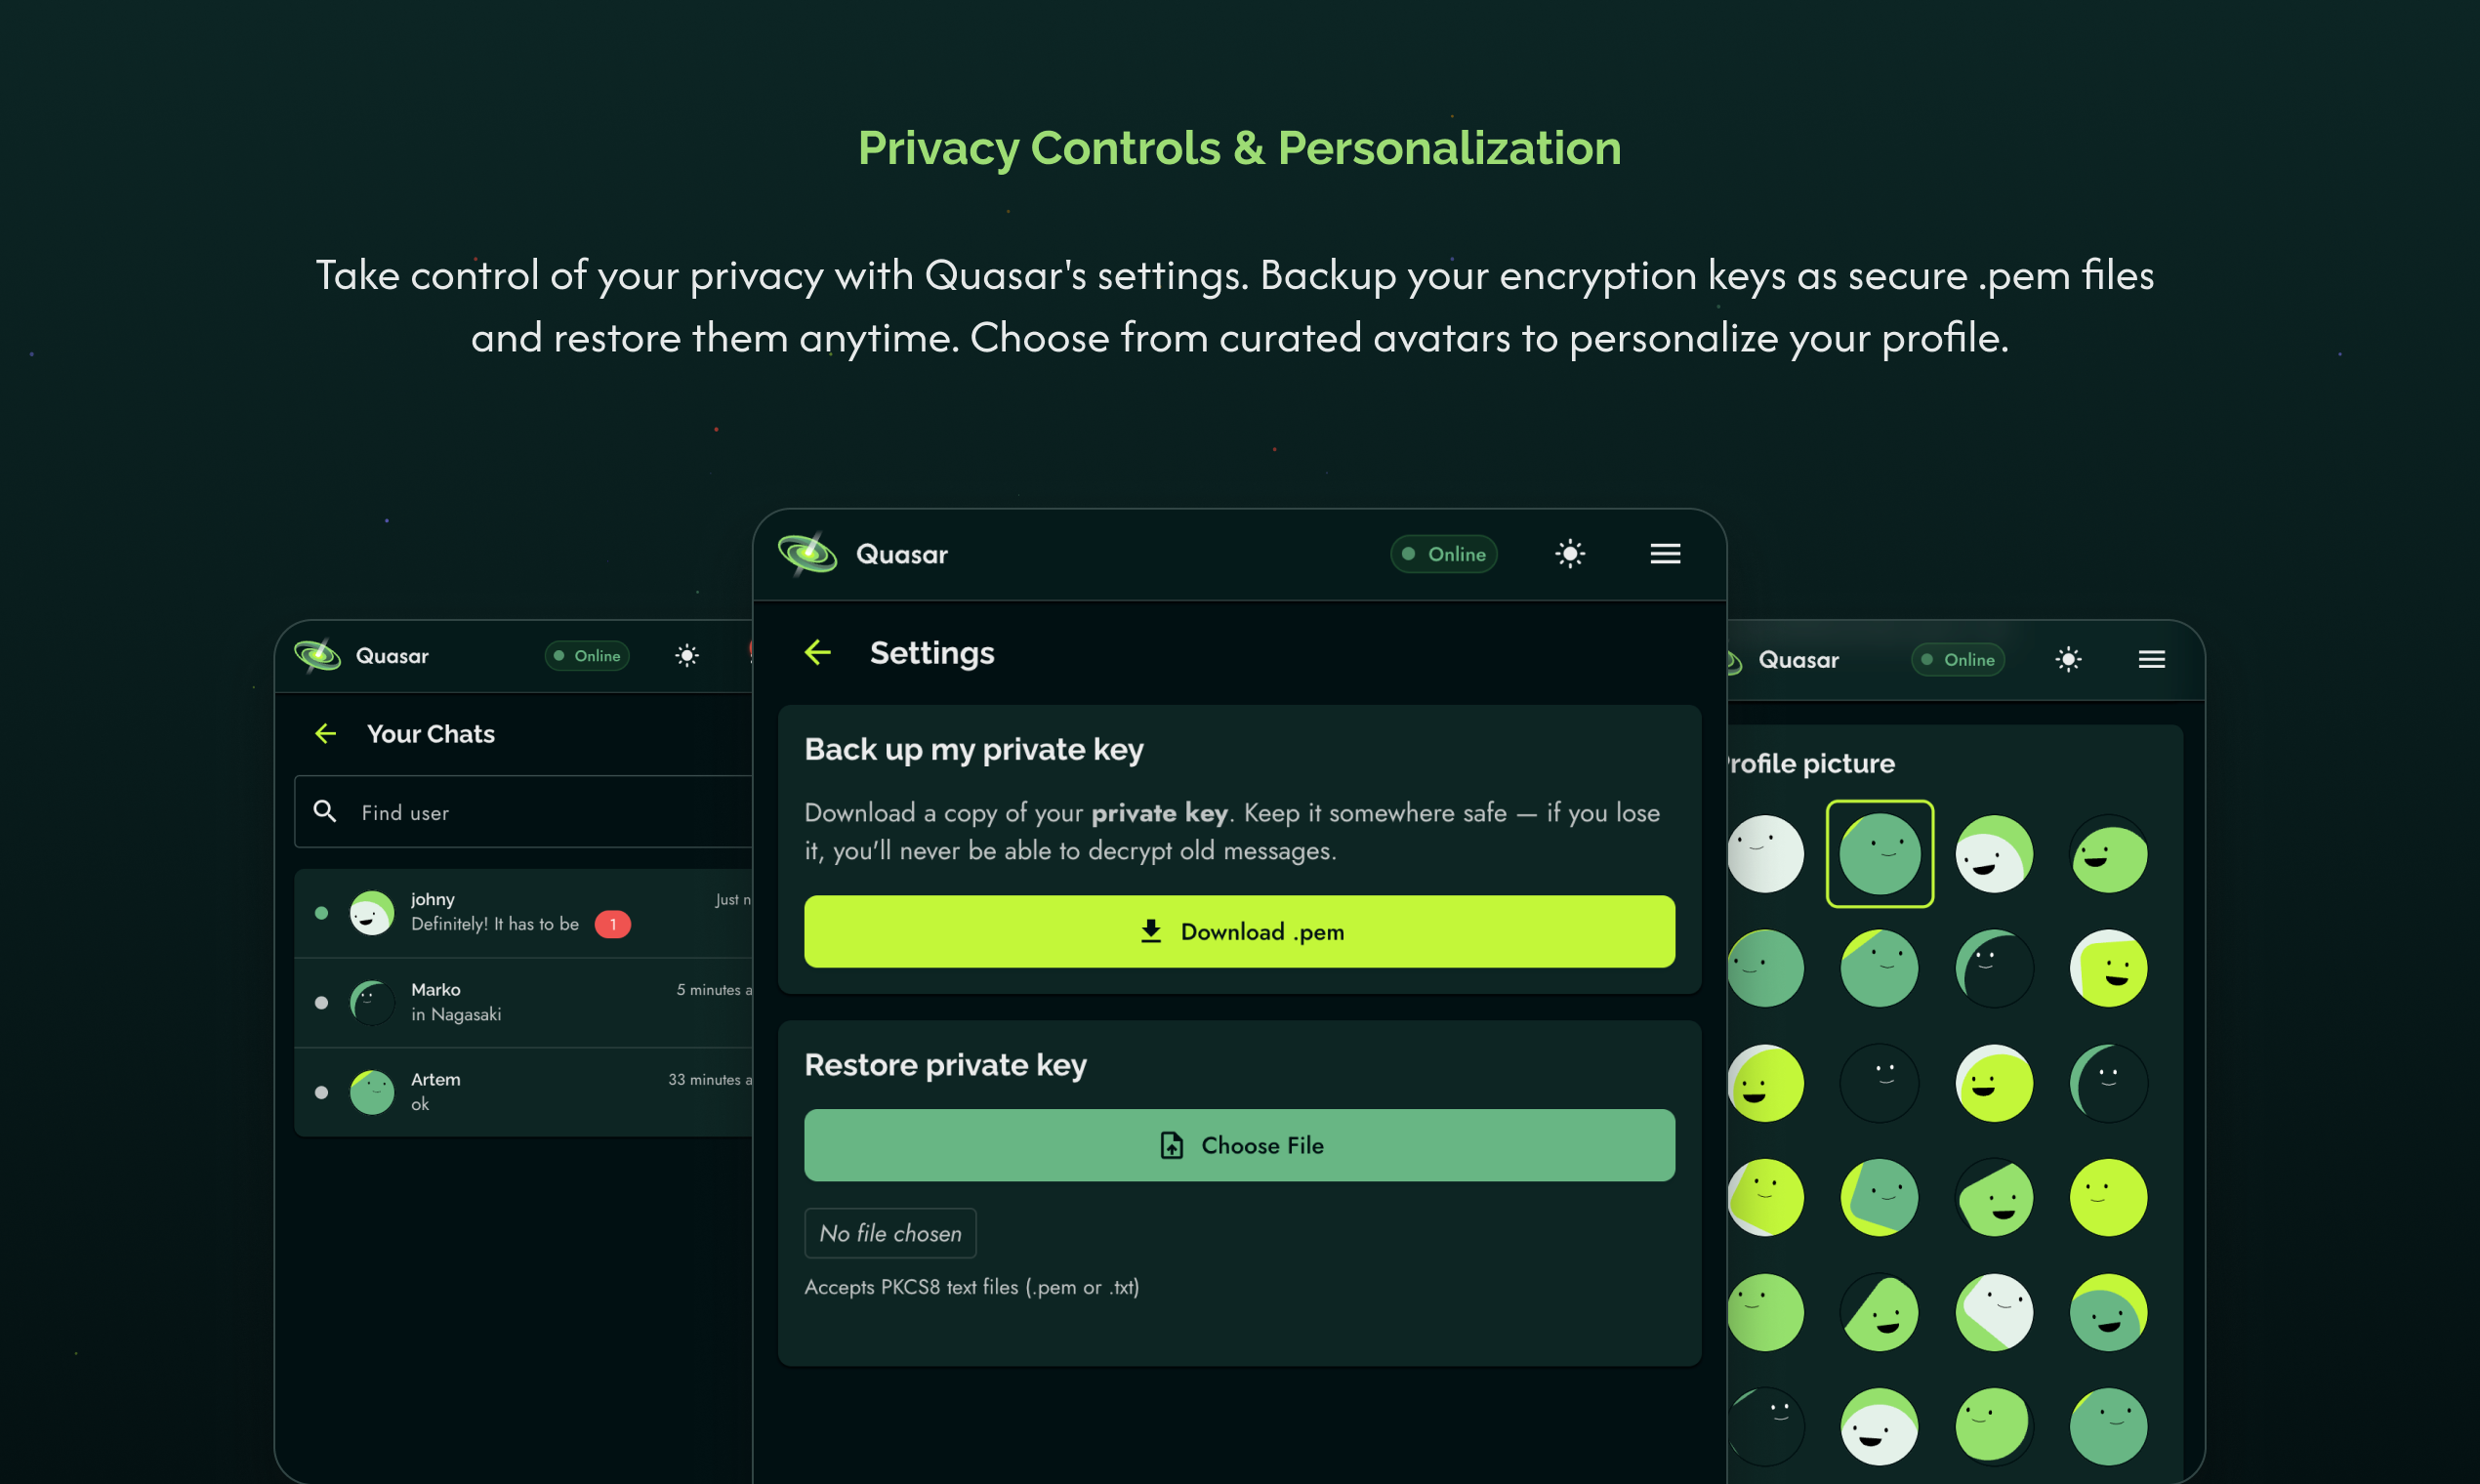 Privacy Controls & Personalization
Take control of your privacy with Quasar's settings. Backup your encryption keys as secure .pem files
and restore them anytime. Choose from curated avatars to personalize your profile.
Quasar
Online
Your Chats
Find user
johny
Just n
Definitely! It has to be
1
Marko
5 minutes a
in Nagasaki
Artem
33 minutes a
ok
Quasar
Online
Settings
Back up my private key
Download a copy of your private key. Keep it somewhere safe — if you lose
it, you'll never be able to decrypt old messages.
Download .pem
Restore private key
Choose File
No file chosen
Accepts PKCS8 text files (.pem or .txt)
Quasar
Online
Profile picture